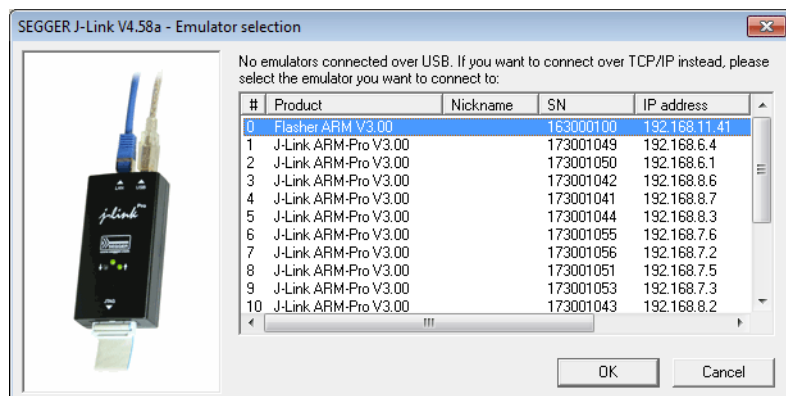 SEGGER J-Link V4.58a - Emulator selection
No emulators connected over USB. If you want to connect over TCP/IP instead, please
select the emulator you want to connect to:
# Product Nickname SN IP address
0 Flasher ARM V3.00 163000100 192.168.11.41
1 J-Link ARM-Pro V3.00 173001049 192.168.6.4
2 J-Link ARM-Pro V3.00 173001050 192.168.6.1
3 J-Link ARM-Pro V3.00 173001042 192.168.8.6
4 J-Link ARM-Pro V3.00 173001041 192.168.8.7
5 J-Link ARM-Pro V3.00 173001044 192.168.8.3
6 J-Link ARM-Pro V3.00 173001055 192.168.7.6
7 J-Link ARM-Pro V3.00 173001056 192.168.7.2
8 J-Link ARM-Pro V3.00 173001051 192.168.7.5
9 J-Link ARM-Pro V3.00 173001053 192.168.7.3
10 J-Link ARM-Pro V3.00 173001043 192.168.8.2
LAN USB
j-link Pro
JTAG
OK Cancel